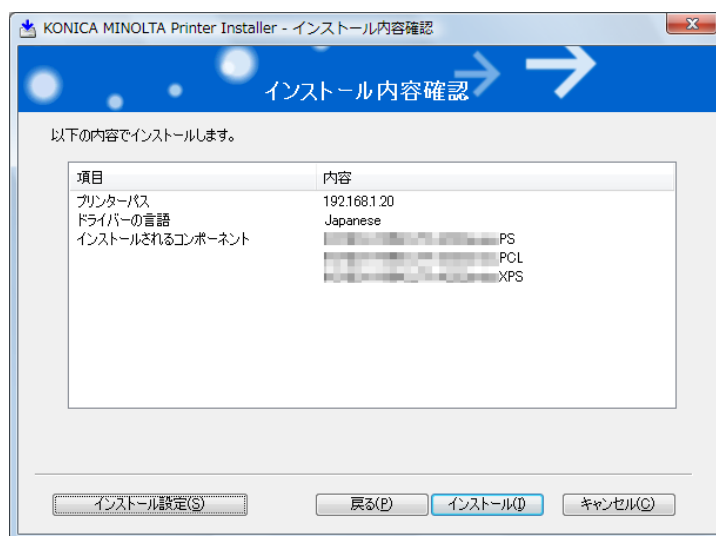 KONICA MINOLTA Printer Installer - インストール内容確認
インストール内容確認
以下の内容でインストールします。
項目 内容
プリンターパス 192.168.1.20
ドライバーの言語 Japanese
インストールされるコンポーネント PS
PCL
XPS
インストール設定(S) 戻る(P) インストール(I) キャンセル(C)